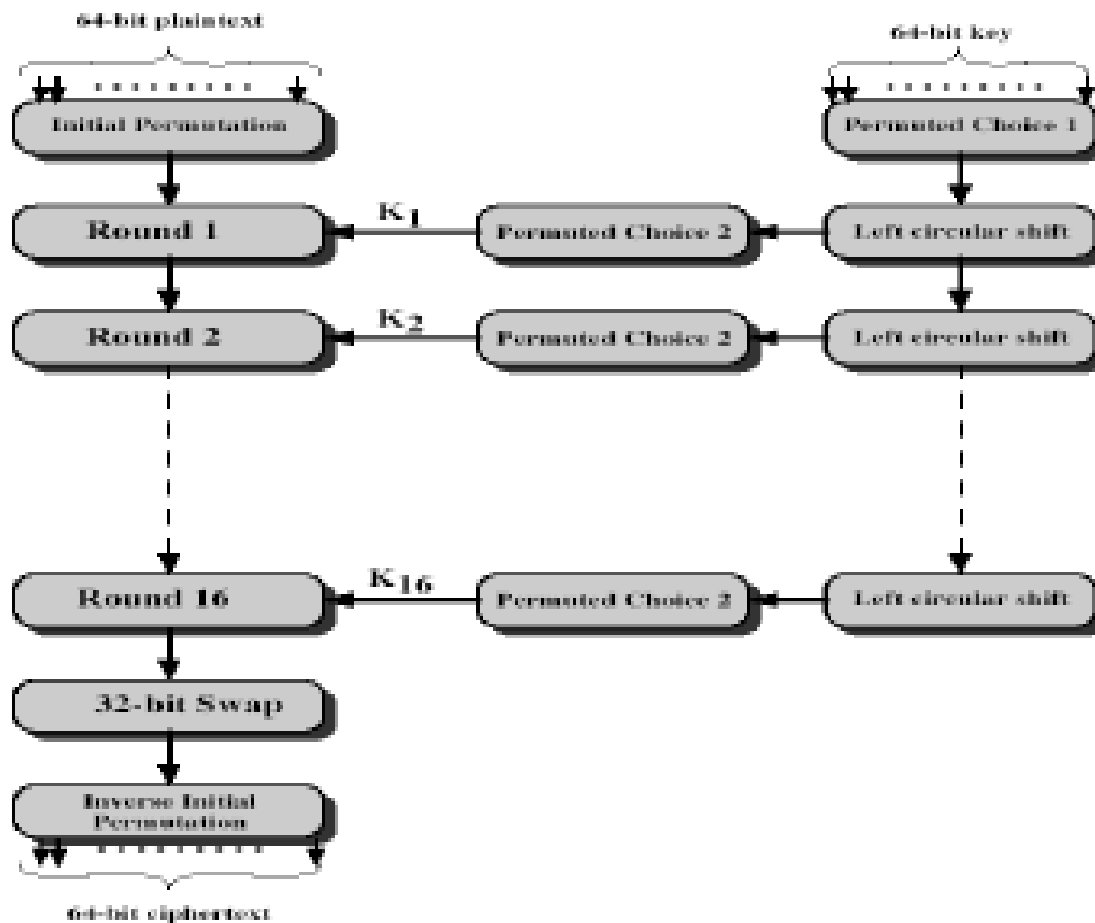 64-bit plaintext
64-bit key
Initial Permutation
Permuted Choice 1
Round 1
K1
Permuted Choice 2
Left circular shift
Round 2
K2
Permuted Choice 2
Left circular shift
Round 16
K16
Permuted Choice 2
Left circular shift
32-bit Swap
Inverse Initial
Permutation
64-bit ciphertext